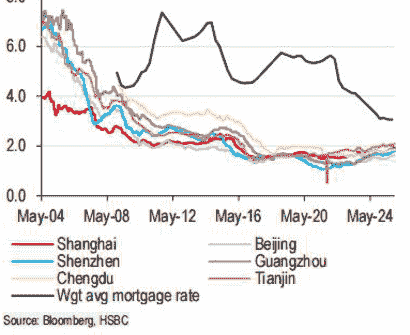 6.0
4.0
2.0
0.0
May-04 May-08 May-12 May-16 May-20 May-24
Shanghai Beijing
Shenzhen Guangzhou
Chengdu Tianjin
Wgt avg mortgage rate
Source: Bloomberg, HSBC